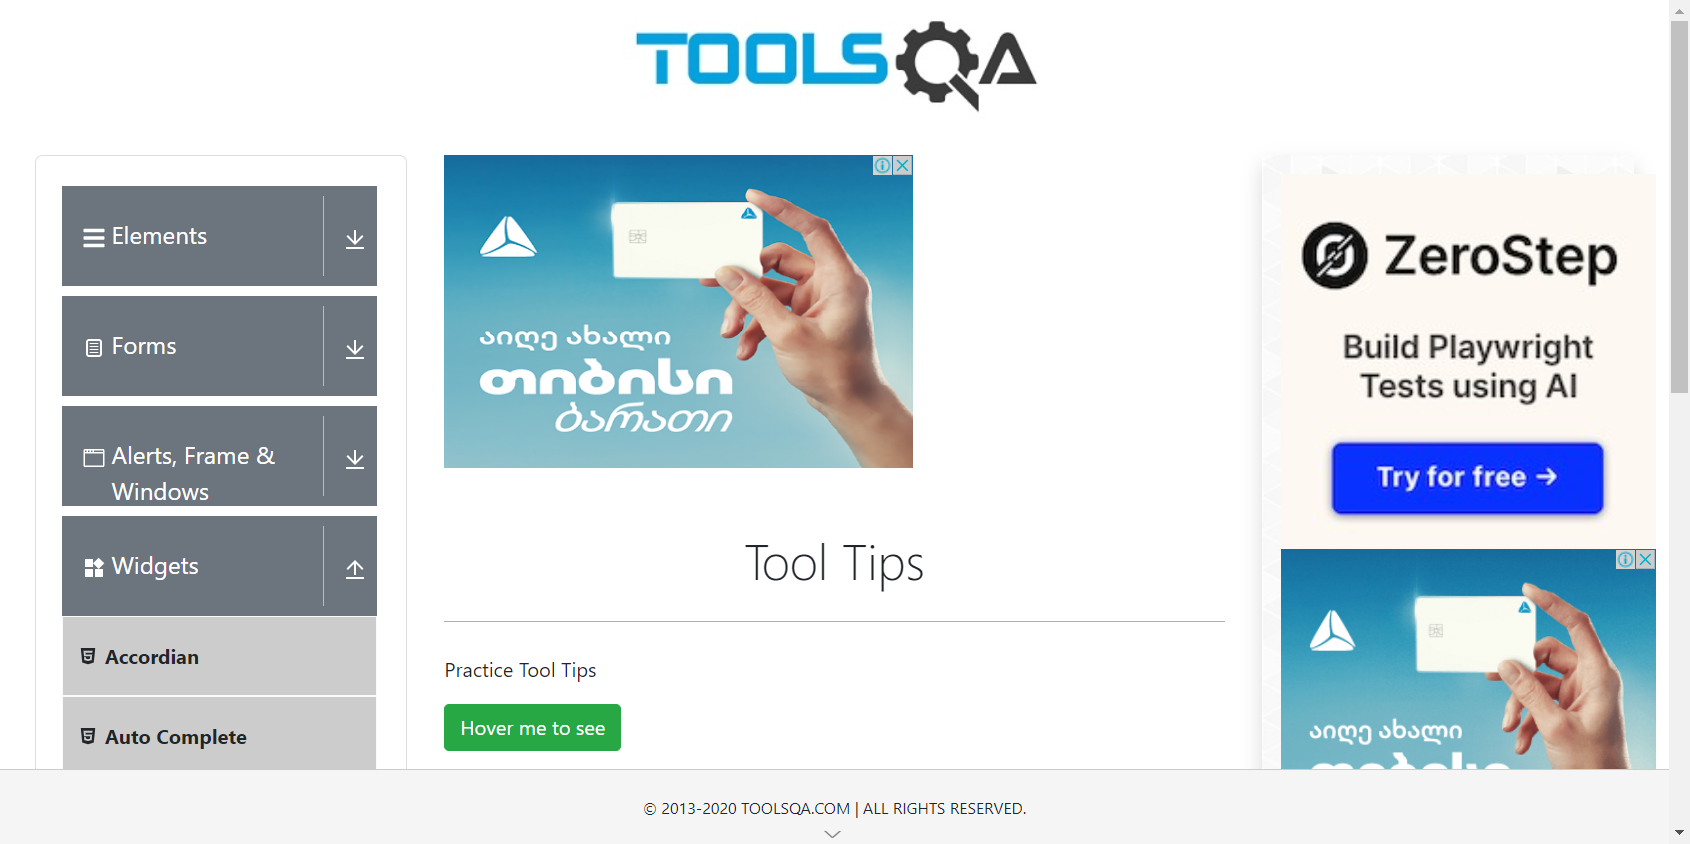 TOOLSQA
Elements
Forms
Alerts, Frame &
Windows
Widgets
Accordian
Auto Complete
აიღე ახალი
თიბისი
ბარათი
Tool Tips
Practice Tool Tips
Hover me to see
ZeroStep
Build Playwright
Tests using AI
Try for free →
აიღე ახალი
თიბისი
© 2013-2020 TOOLSQA.COM | ALL RIGHTS RESERVED.